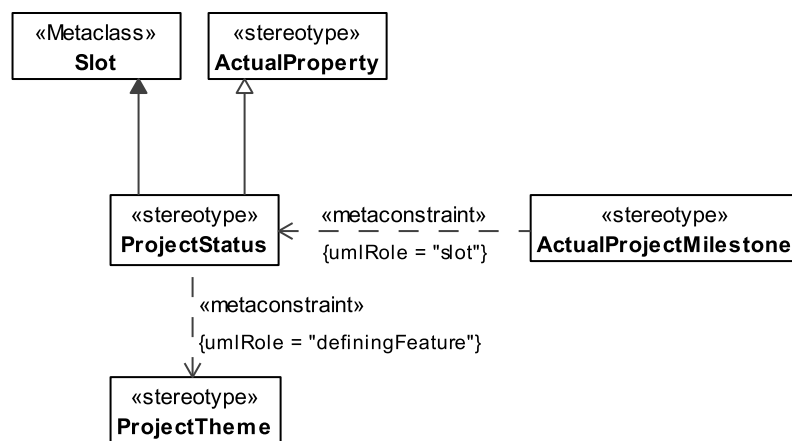 «Metaclass»
Slot
«stereotype»
ActualProperty
«stereotype»
ProjectStatus
«metaconstraint»
{umlRole = "slot"}
«stereotype»
ActualProjectMilestone
«metaconstraint»
{umlRole = "definingFeature"}
«stereotype»
ProjectTheme